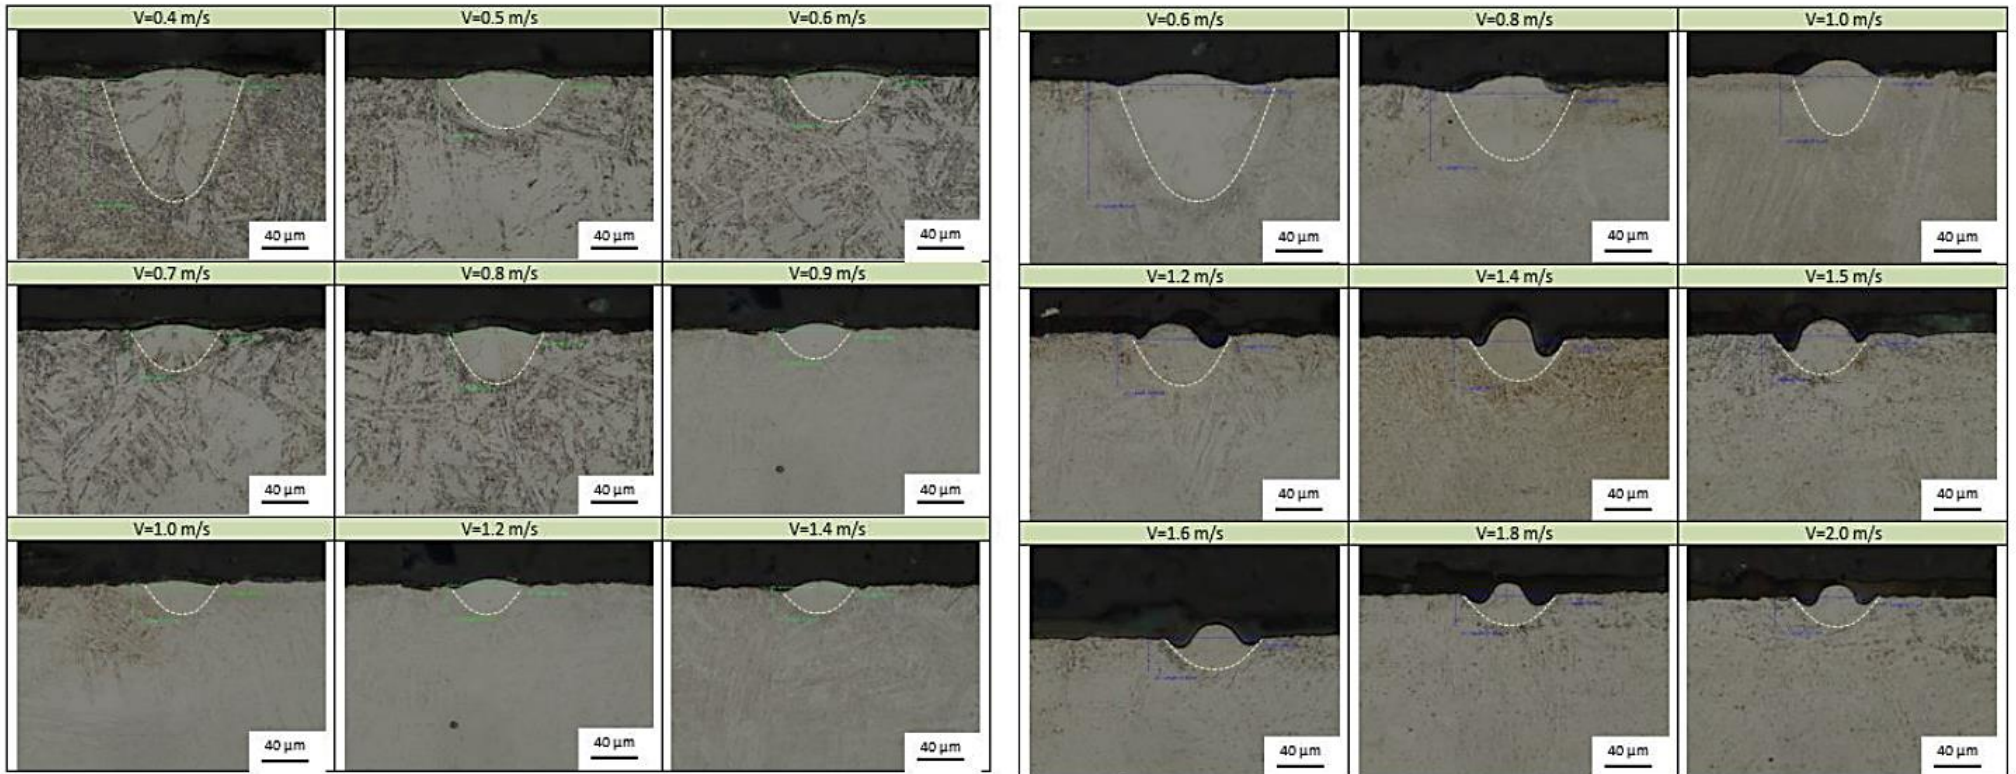 V=0.4 m/s V=0.5 m/s V=0.6 m/s
40 µm 40 µm 40 µm
V=0.7 m/s V=0.8 m/s V=0.9 m/s
40 µm 40 µm 40 µm
V=1.0 m/s V=1.2 m/s V=1.4 m/s
40 µm 40 µm 40 µm
V=0.6 m/s V=0.8 m/s V=1.0 m/s
40 µm 40 µm 40 µm
V=1.2 m/s V=1.4 m/s V=1.5 m/s
40 µm 40 µm 40 µm
V=1.6 m/s V=1.8 m/s V=2.0 m/s
40 µm 40 µm 40 µm